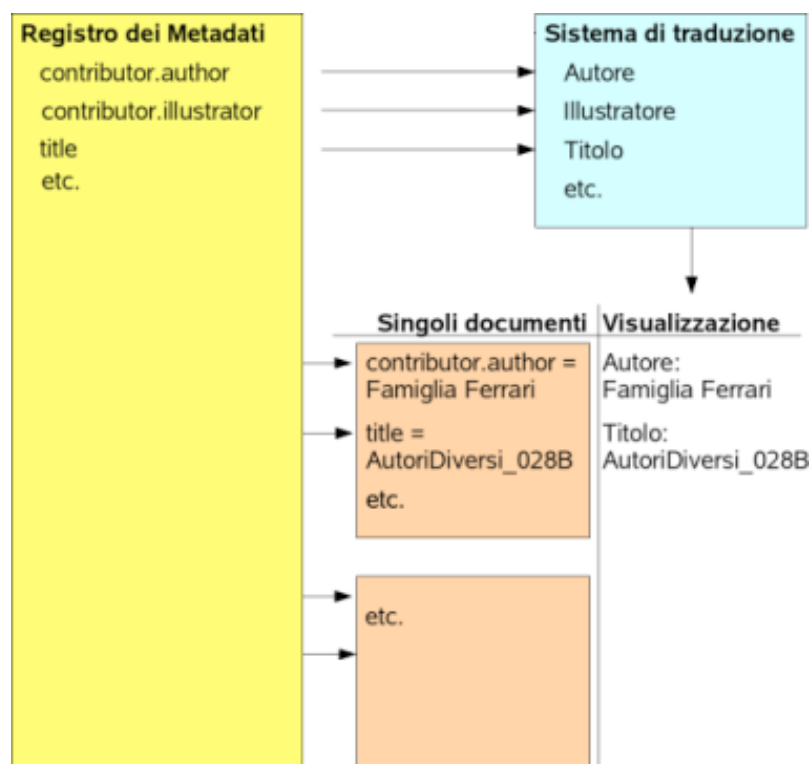 Registro dei Metadati
contributor.author
contributor.illustrator
title
etc.
Sistema di traduzione
Autore
Illustratore
Titolo
etc.
Singoli documenti
contributor.author =
Famiglia Ferrari
title =
AutoriDiversi_028B
etc.
etc.
Visualizzazione
Autore:
Famiglia Ferrari
Titolo:
AutoriDiversi_028B